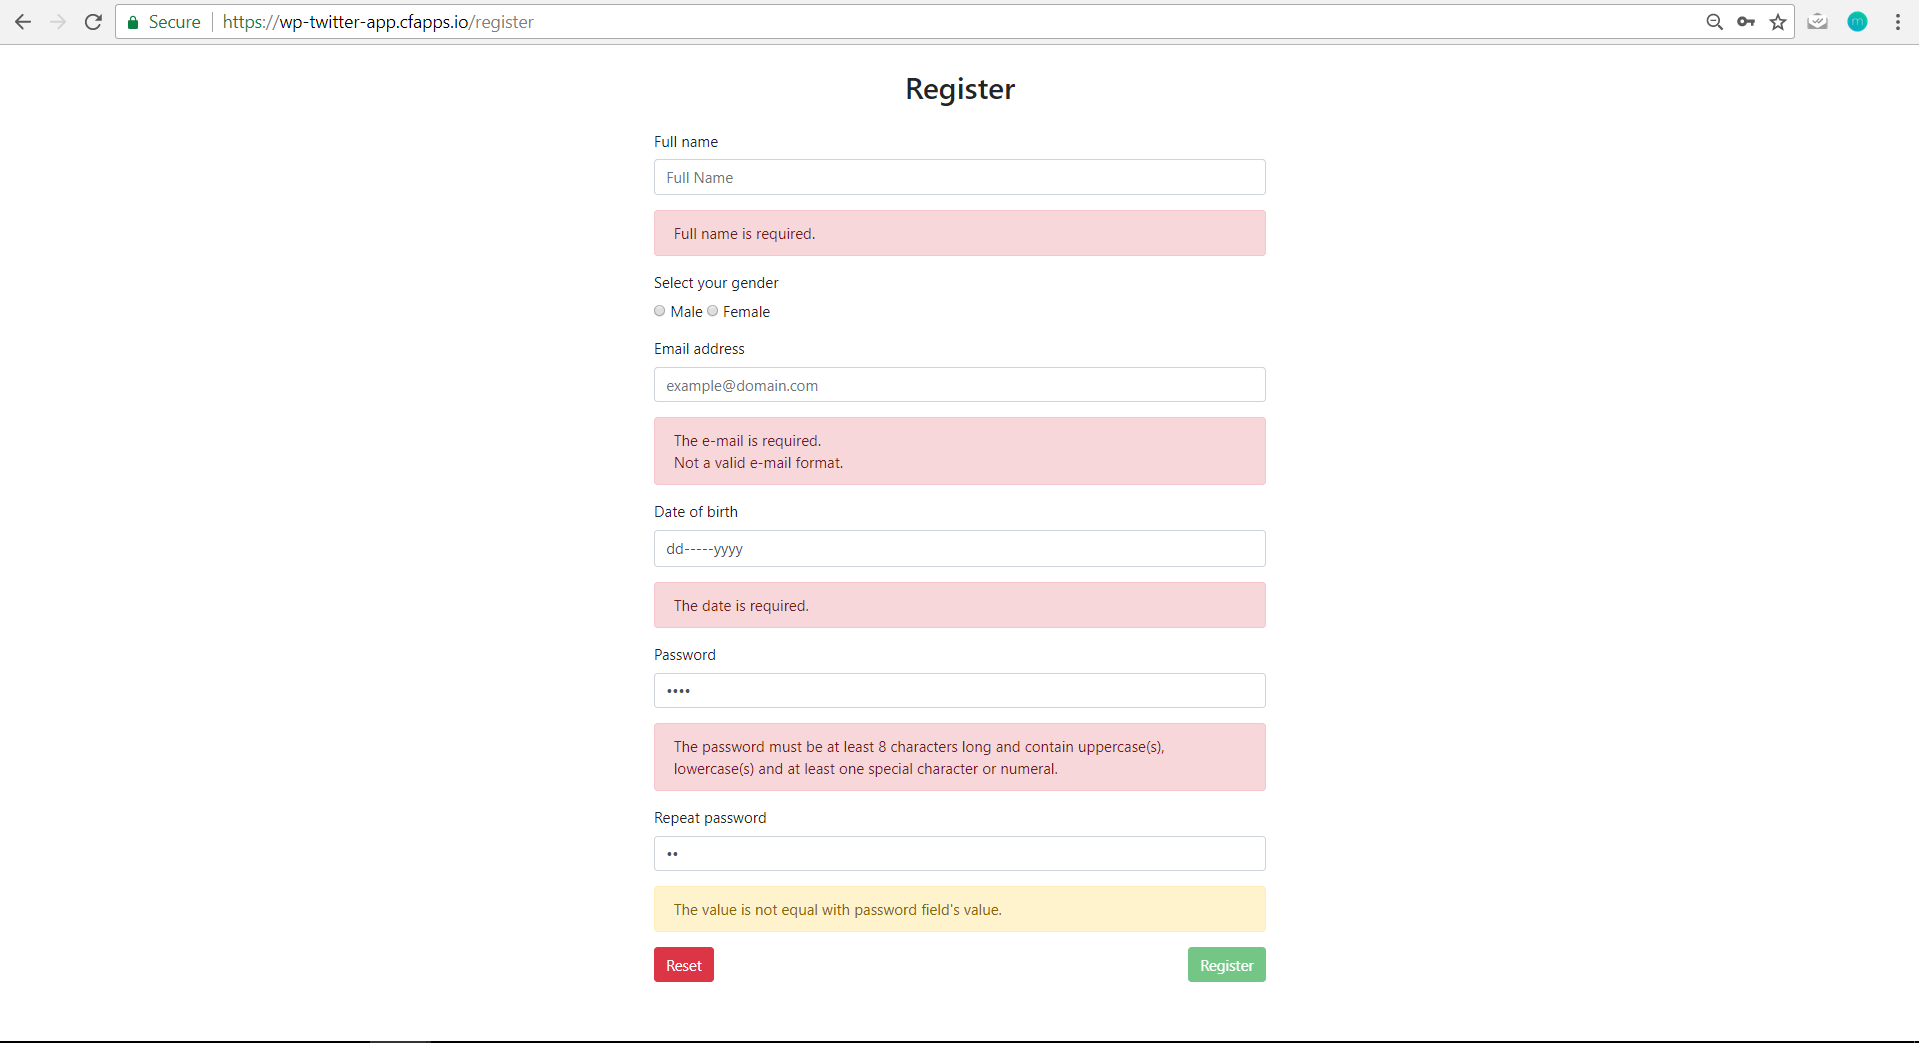 Secure https://wp-twitter-app.cfapps.io/register
m
Register
Full name
Full Name
Full name is required.
Select your gender
Male Female
Email address
example@domain.com
The e-mail is required.
Not a valid e-mail format.
Date of birth
dd-----yyyy
The date is required.
Password
••••
The password must be at least 8 characters long and contain uppercase(s),
lowercase(s) and at least one special character or numeral.
Repeat password
••
The value is not equal with password field's value.
Reset Register